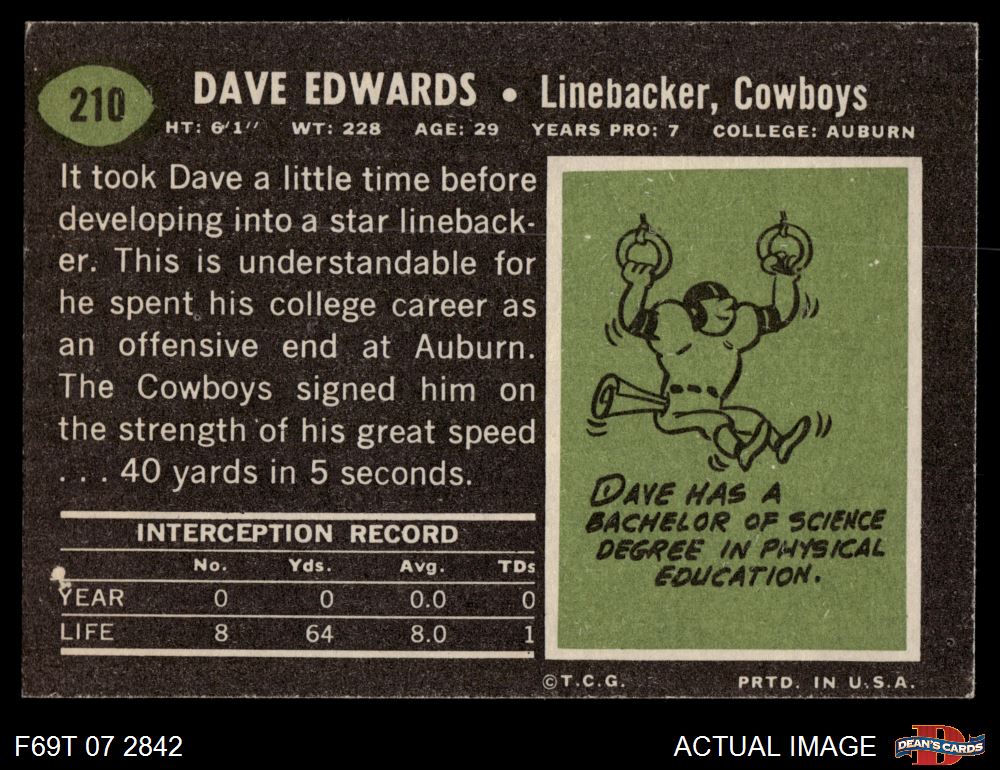 210
DAVE EDWARDS • Linebacker, Cowboys
HT: 6'1" WT: 228 AGE: 29 YEARS PRO: 7 COLLEGE: AUBURN
It took Dave a little time before
developing into a star lineback-
er. This is understandable for
he spent his college career as
an offensive end at Auburn.
The Cowboys signed him on
the strength of his great speed
. . . 40 yards in 5 seconds.
INTERCEPTION RECORD
No. Yds. Avg. TDs
YEAR 0 0 0.0 0
LIFE 8 64 8.0 1
DAVE HAS A
BACHELOR OF SCIENCE
DEGREE IN PHYSICAL
EDUCATION.
©T.C.G. PRTD. IN U.S.A.
F69T 07 2842
ACTUAL IMAGE
D
DEAN'S CARDS